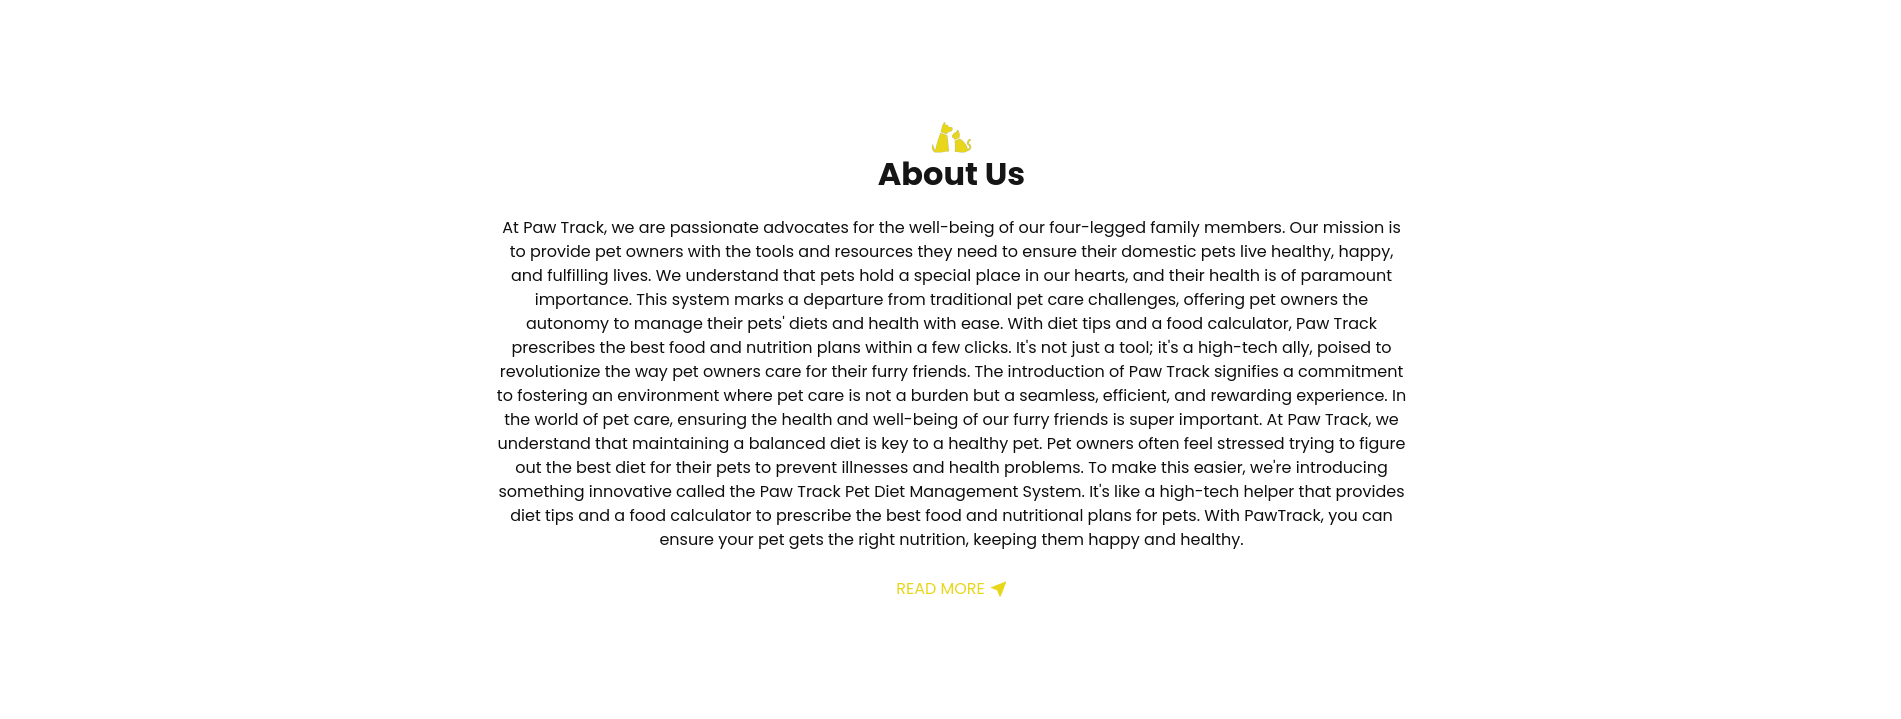 About Us
At Paw Track, we are passionate advocates for the well-being of our four-legged family members. Our mission is
to provide pet owners with the tools and resources they need to ensure their domestic pets live healthy, happy,
and fulfilling lives. We understand that pets hold a special place in our hearts, and their health is of paramount
importance. This system marks a departure from traditional pet care challenges, offering pet owners the
autonomy to manage their pets' diets and health with ease. With diet tips and a food calculator, Paw Track
prescribes the best food and nutrition plans within a few clicks. It's not just a tool; it's a high-tech ally, poised to
revolutionize the way pet owners care for their furry friends. The introduction of Paw Track signifies a commitment
to fostering an environment where pet care is not a burden but a seamless, efficient, and rewarding experience. In
the world of pet care, ensuring the health and well-being of our furry friends is super important. At Paw Track, we
understand that maintaining a balanced diet is key to a healthy pet. Pet owners often feel stressed trying to figure
out the best diet for their pets to prevent illnesses and health problems. To make this easier, we're introducing
something innovative called the Paw Track Pet Diet Management System. It's like a high-tech helper that provides
diet tips and a food calculator to prescribe the best food and nutritional plans for pets. With PawTrack, you can
ensure your pet gets the right nutrition, keeping them happy and healthy.
READ MORE